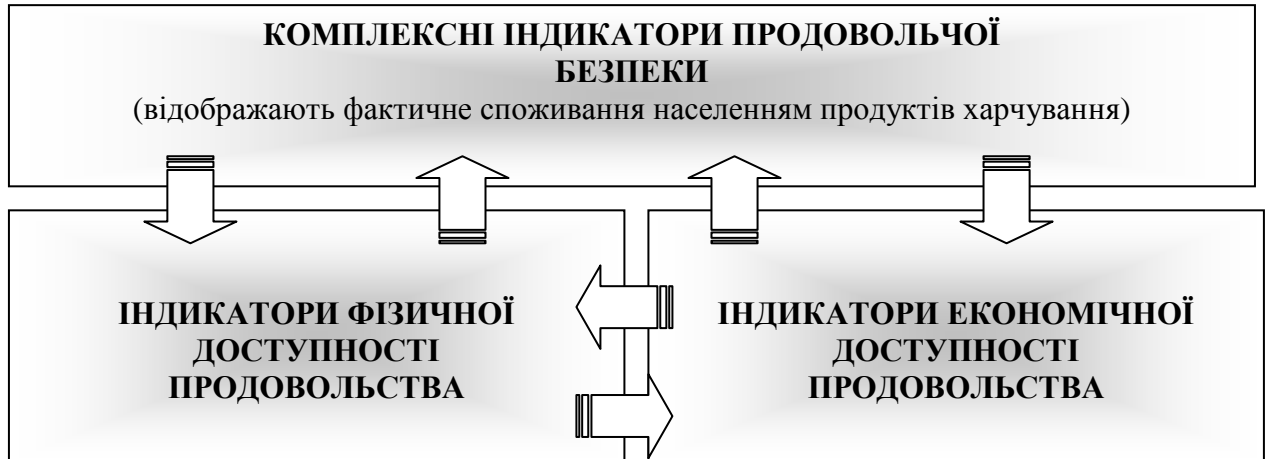 КОМПЛЕКСНІ ІНДИКАТОРИ ПРОДОВОЛЬЧОЇ
БЕЗПЕКИ
(відображають фактичне споживання населенням продуктів харчування)
ІНДИКАТОРИ ФІЗИЧНОЇ
ДОСТУПНОСТІ
ПРОДОВОЛЬСТВА
ІНДИКАТОРИ ЕКОНОМІЧНОЇ
ДОСТУПНОСТІ
ПРОДОВОЛЬСТВА